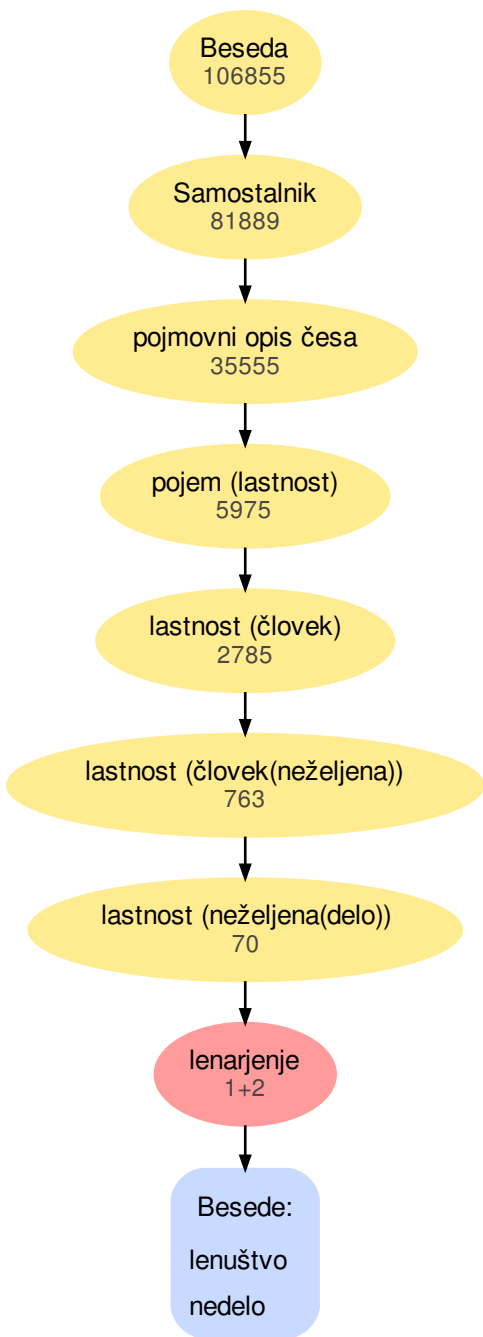 Beseda
106855
Samostalnik
81889
pojmovni opis česa
35555
pojem (lastnost)
5975
lastnost (človek)
2785
lastnost (človek(neželjena))
763
lastnost (neželjena(delo))
70
lenarjenje
1+2
Besede:
lenuštvo
nedelo